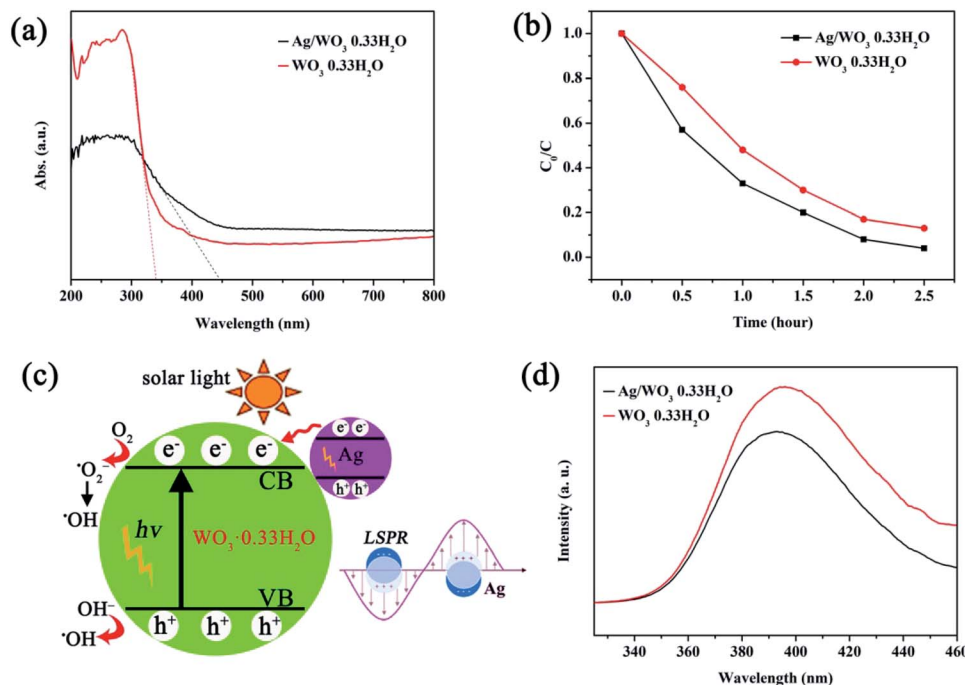 (a)
Ag/WO3 0.33H2O
WO3 0.33H2O
Abs. (a.u.)
200 300 400 500 600 700 800
Wavelength (nm)
(b)
Ag/WO3 0.33H2O
WO3 0.33H2O
C0/C
1.0
0.8
0.6
0.4
0.2
0.0
0.0 0.5 1.0 1.5 2.0 2.5
Time (hour)
(c)
solar light
O2
e- e- e-
e- e-
Ag
h+ h+
·O2-
CB
·OH
hv
WO3·0.33H2O
LSPR
Ag
OH-
VB
·OH
h+ h+ h+
(d)
Ag/WO3 0.33H2O
WO3 0.33H2O
Intensity (a. u.)
340 360 380 400 420 440 460
Wavelength (nm)